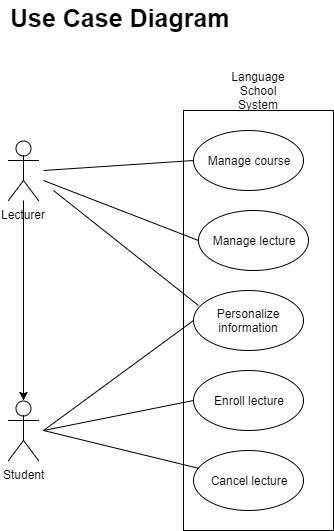 Use Case Diagram
Language
School
System
Manage course
Lecturer
Manage lecture
Personalize
information
Enroll lecture
Student
Cancel lecture